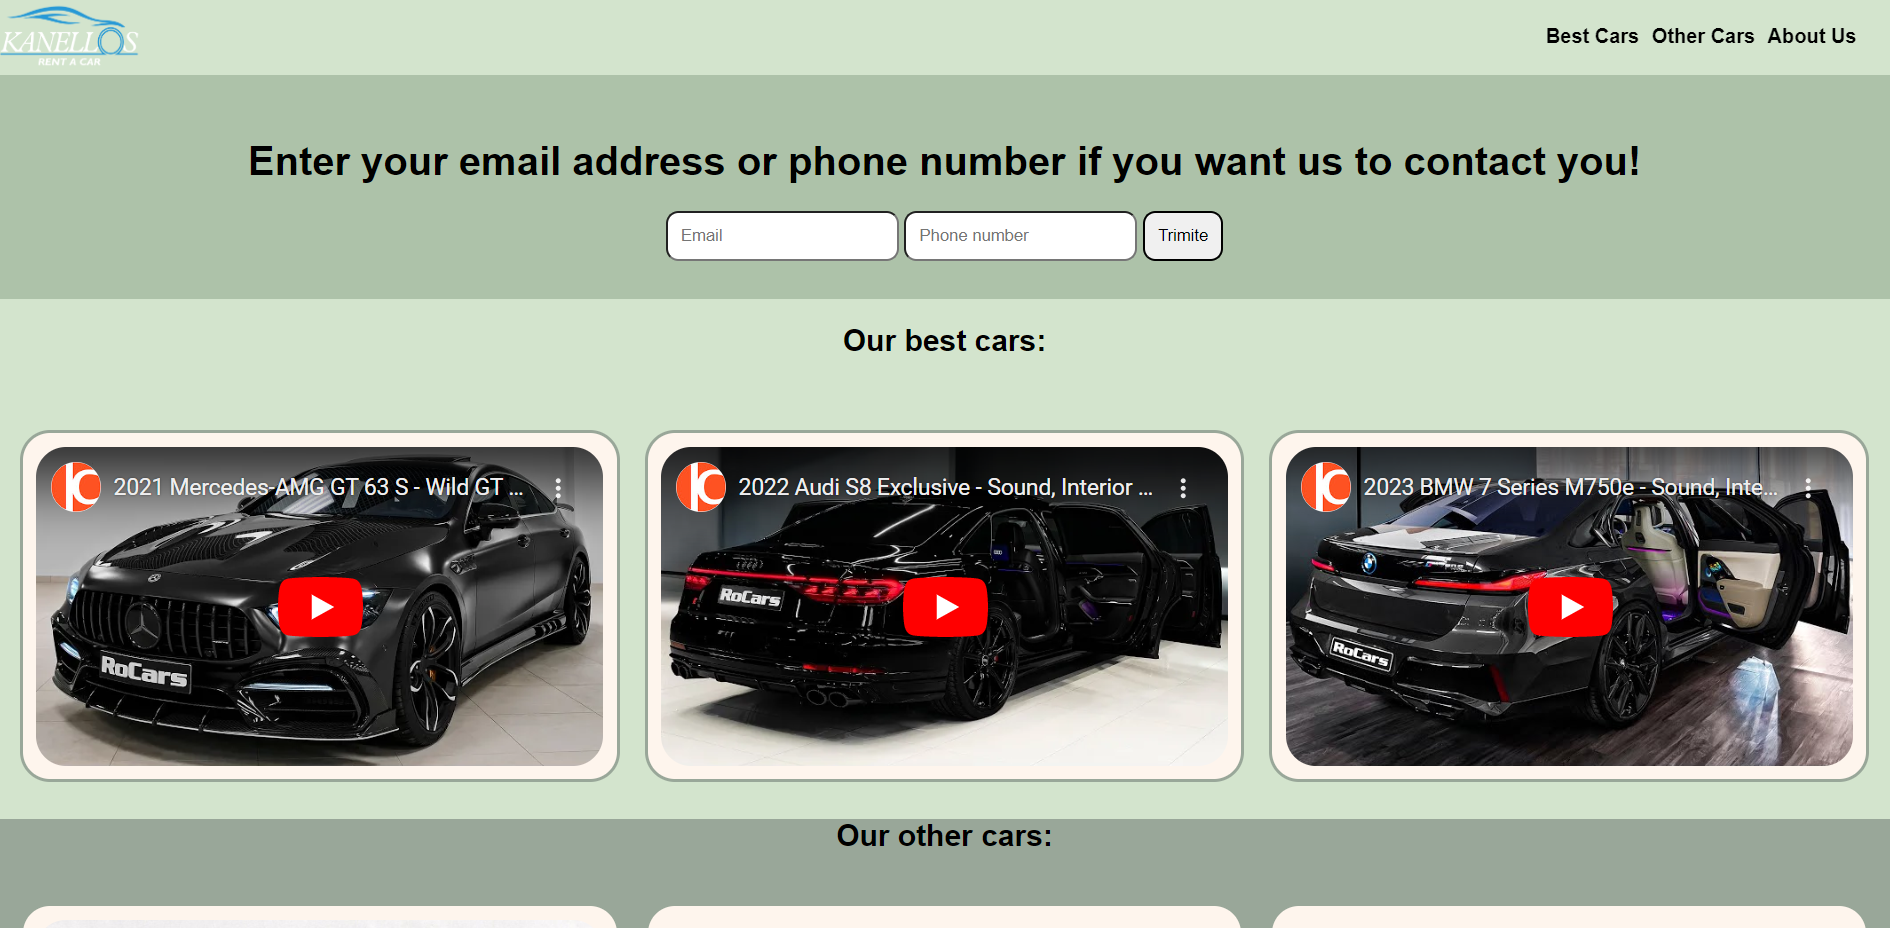 KANELLOS
RENT A CAR
Best Cars Other Cars About Us
Enter your email address or phone number if you want us to contact you!
Email Phone number Trimite
Our best cars:
2021 Mercedes-AMG GT 63 S - Wild GT ...
RoCars
2022 Audi S8 Exclusive - Sound, Interior ...
RoCars
2023 BMW 7 Series M750e - Sound, Inte...
RoCars
Our other cars: